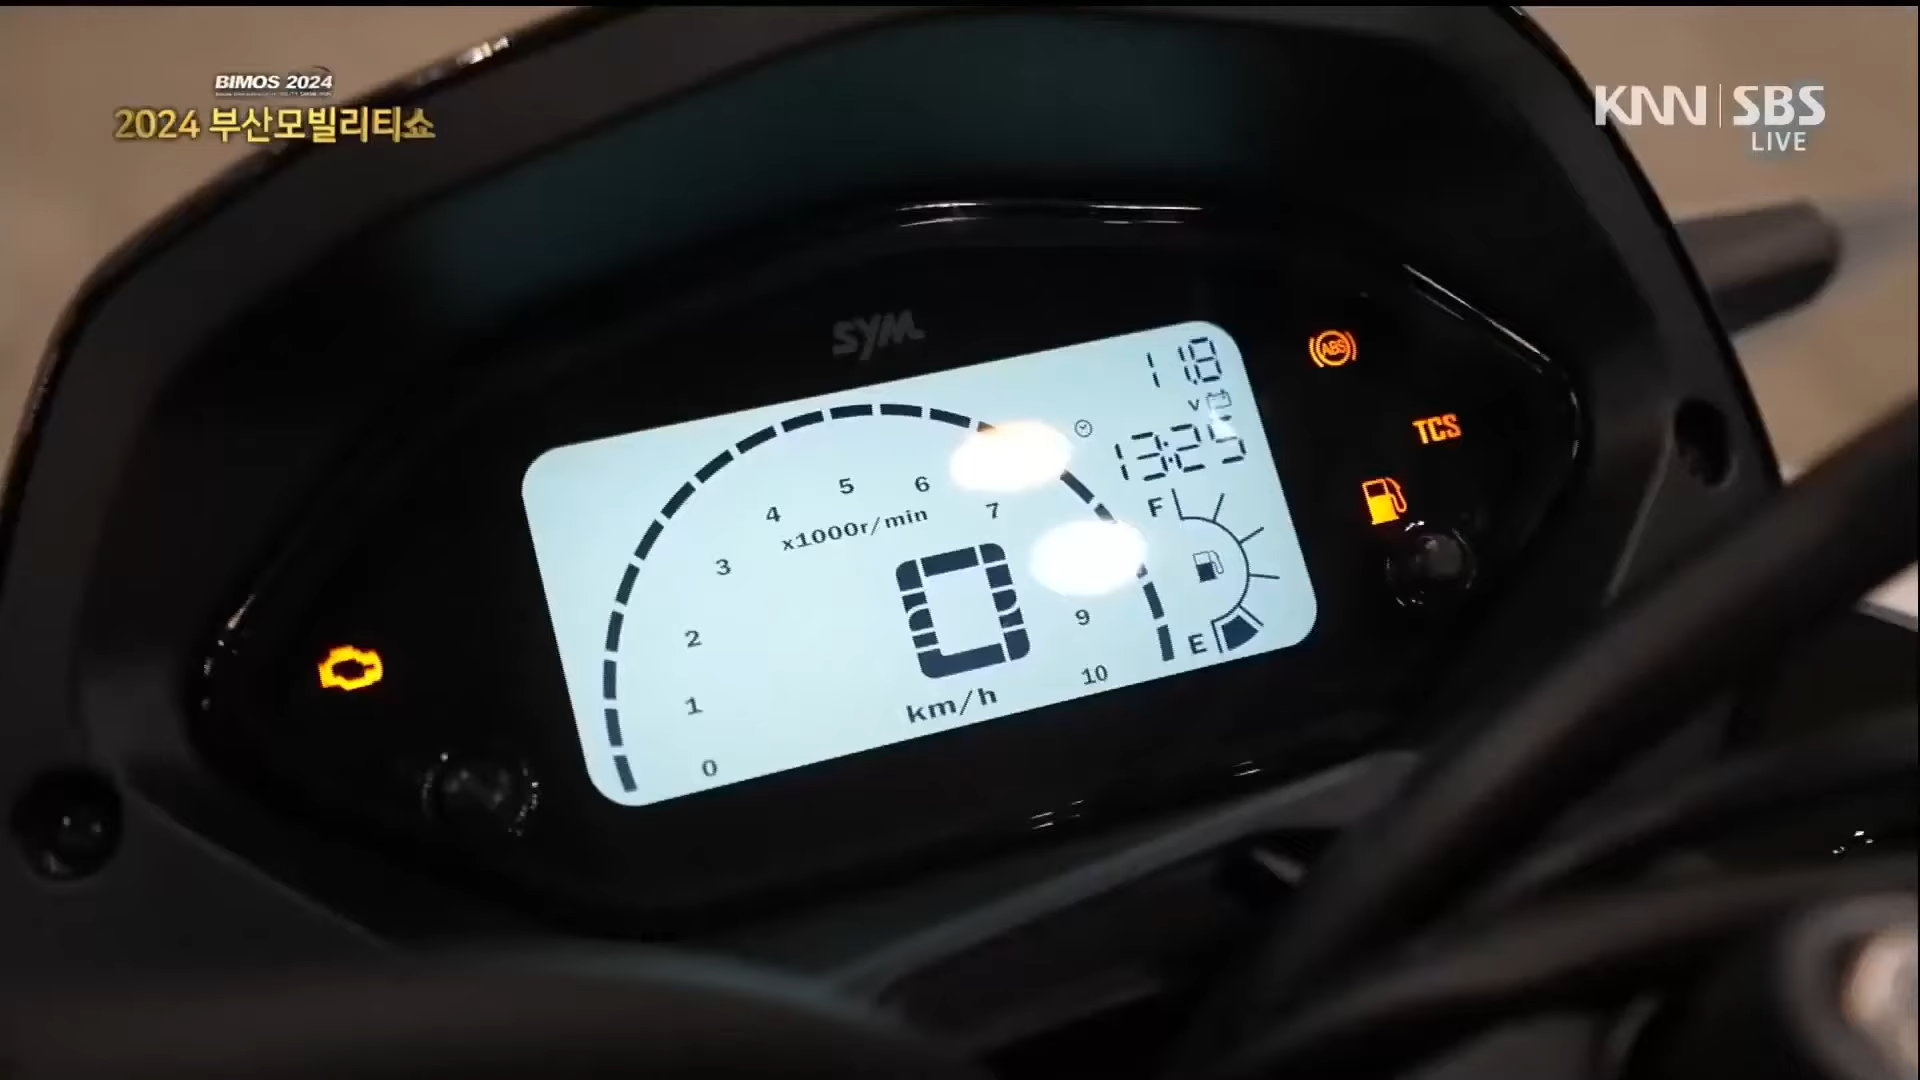 BIMOS 2024
2024 부산모빌리티쇼
KNN SBS
LIVE
SYM
11.8
V
13:25
ABS
TCS
F
E
4 5 6 7
x1000r/min
3
2
1
0
9
10
0
km/h